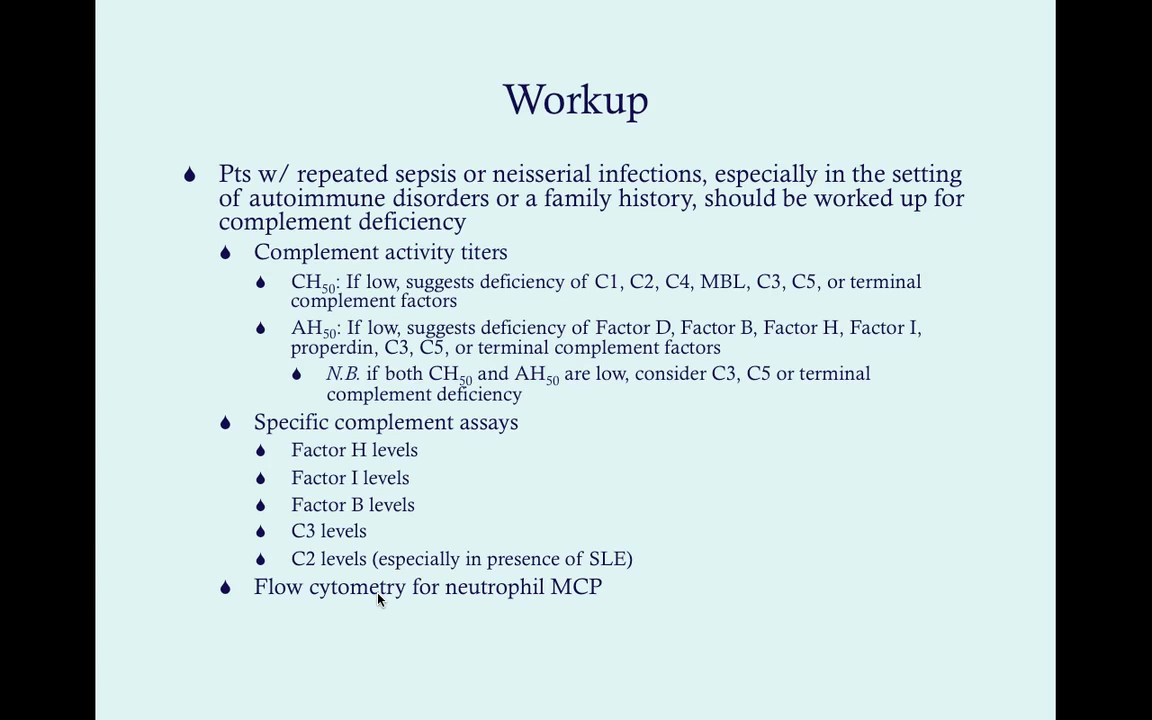 Workup
Pts w/ repeated sepsis or neisserial infections, especially in the setting
of autoimmune disorders or a family history, should be worked up for
complement deficiency
Complement activity titers
CH50: If low, suggests deficiency of C1, C2, C4, MBL, C3, C5, or terminal
complement factors
AH50: If low, suggests deficiency of Factor D, Factor B, Factor H, Factor I,
properdin, C3, C5, or terminal complement factors
N.B. if both CH50 and AH50 are low, consider C3, C5 or terminal
complement deficiency
Specific complement assays
Factor H levels
Factor I levels
Factor B levels
C3 levels
C2 levels (especially in presence of SLE)
Flow cytometry for neutrophil MCP